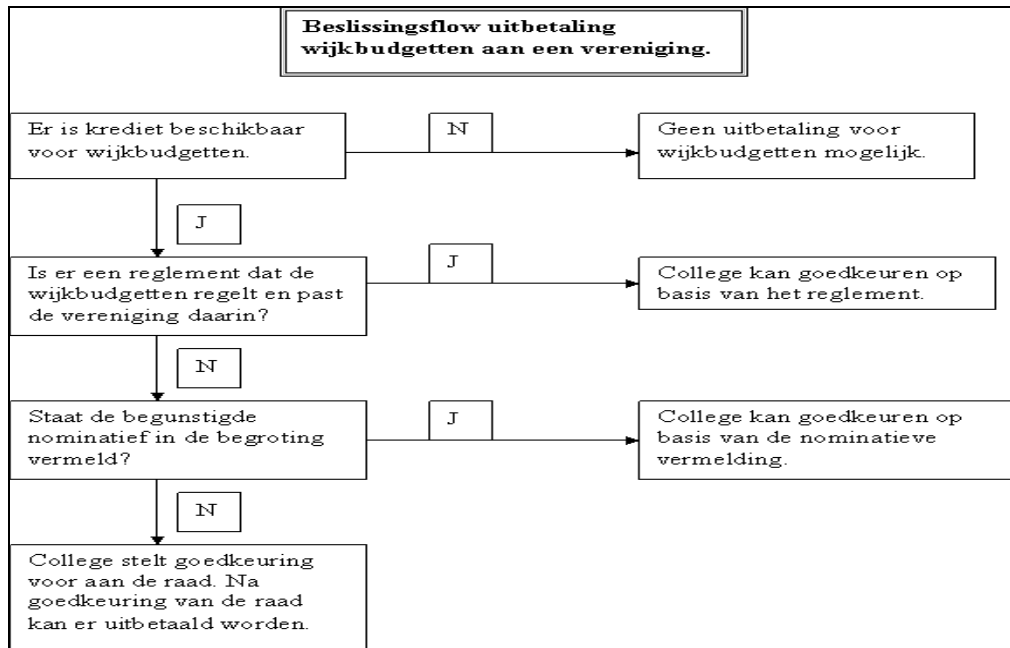 Beslissingsflow uitbetaling
wijkbudgetten aan een vereniging.
Er is krediet beschikbaar
voor wijkbudgetten.
N
Geen uitbetaling voor
wijkbudgetten mogelijk.
J
Is er een reglement dat de
wijkbudgetten regelt en past
de vereniging daarin?
J
College kan goedkeuren op
basis van het reglement.
N
Staat de begunstigde
nominatief in de begroting
vermeld?
J
College kan goedkeuren op
basis van de nominatieve
vermelding.
N
College stelt goedkeuring
voor aan de raad. Na
goedkeuring van de raad
kan er uitbetaald worden.